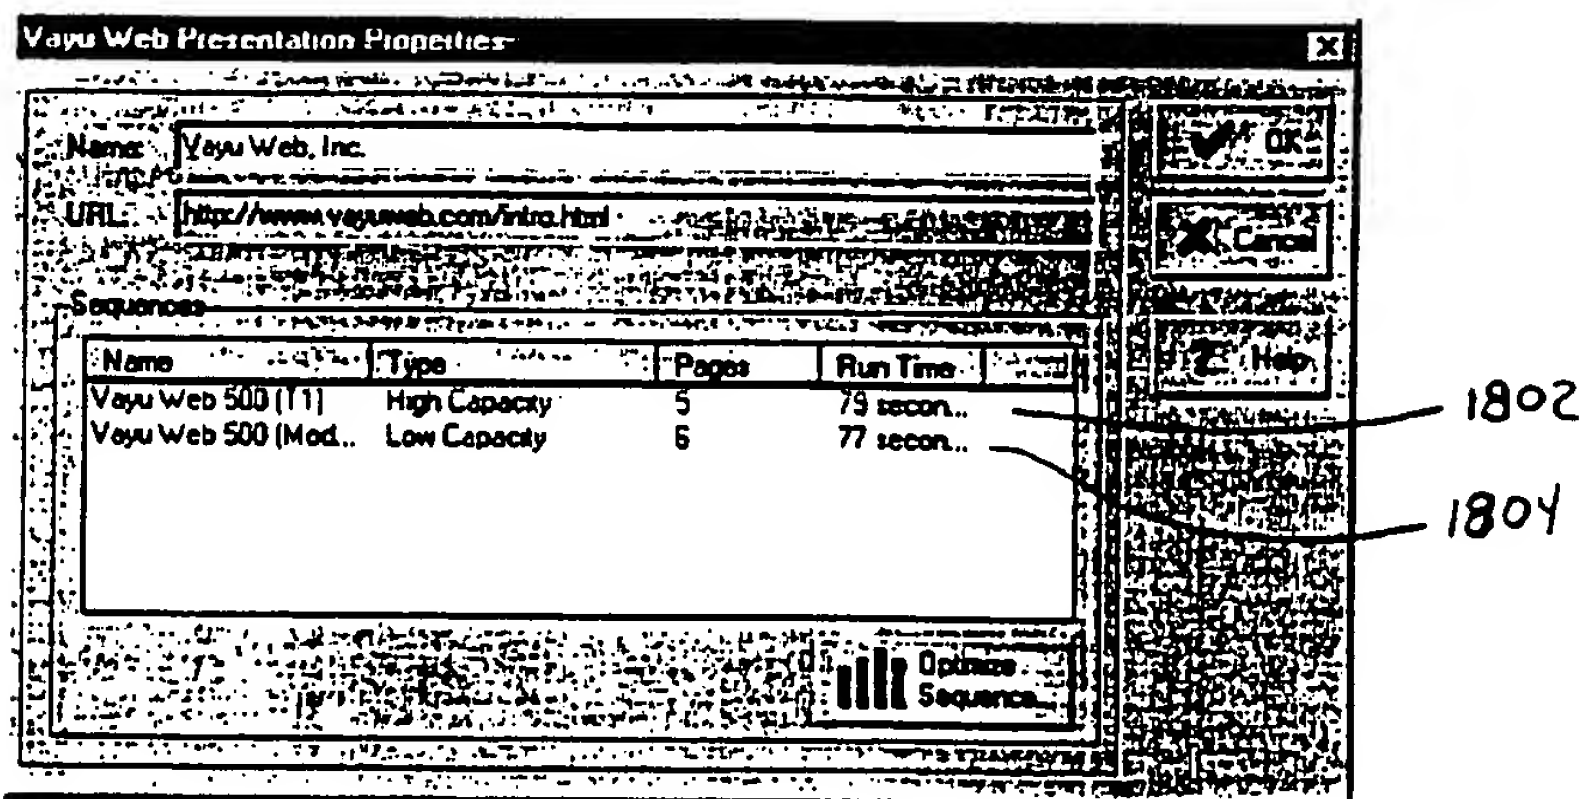 Vayu Web Presentation Properties
Name: Vayu Web, Inc.
OK
URL: http://www.vayuweb.com/intro.html
Cancel
Sequences
Name Type Pages Run Time
Help
Vayu Web 500 (T1) High Capacity 5 79 secon...
1802
Vayu Web 500 (Mod... Low Capacity 6 77 secon...
1804
Optimize
Sequence...